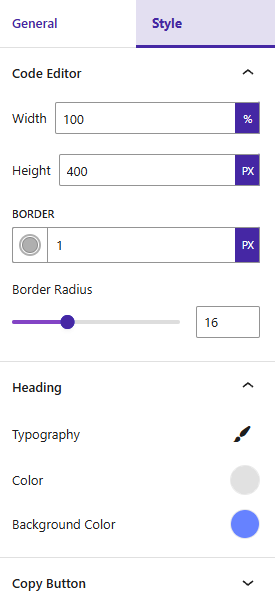 General Style
Code Editor
Width 100 %
Height 400 PX
BORDER
1 PX
Border Radius
16
Heading
Typography
Color
Background Color
Copy Button